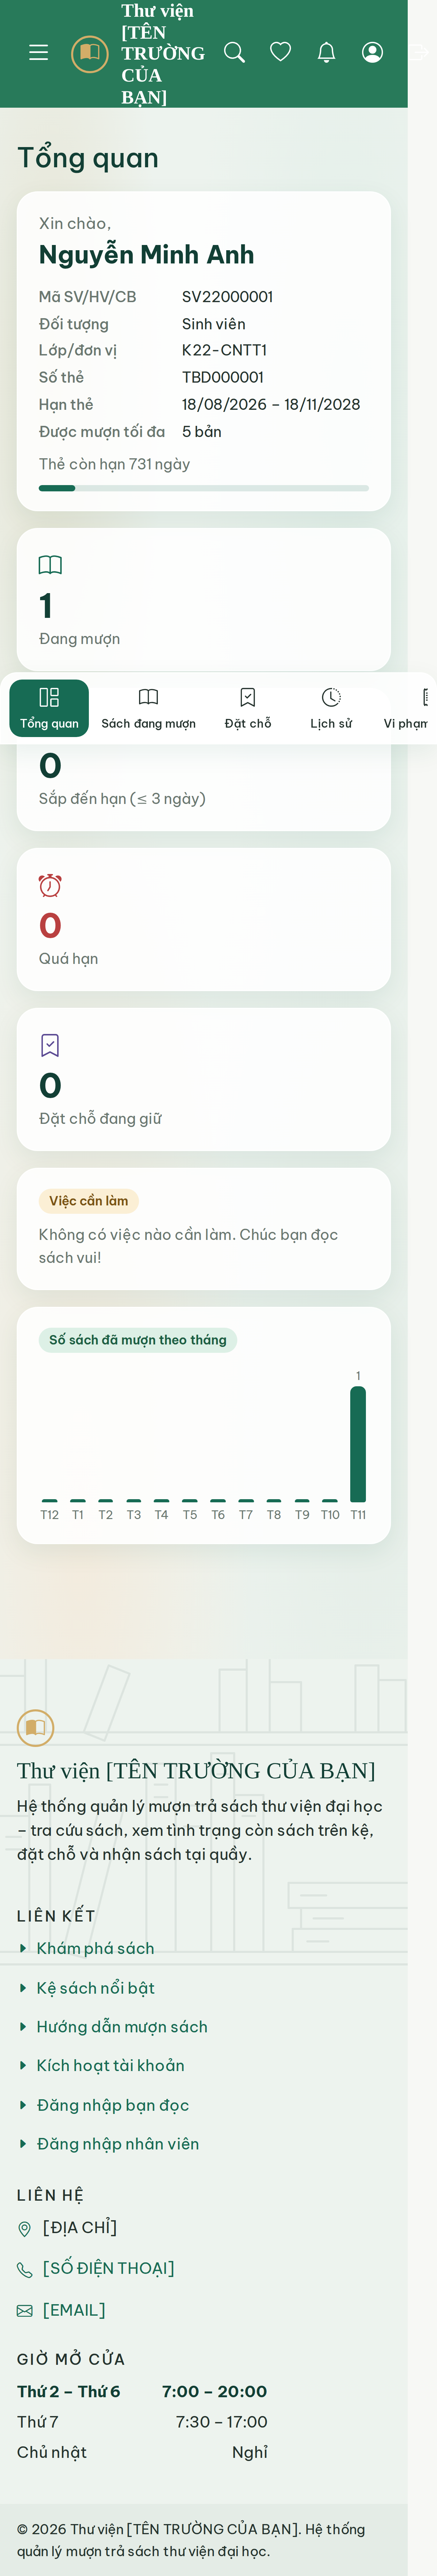 Thư viện
[TÊN
TRƯỜNG
CỦA
BẠN]
Tổng quan
Xin chào,
Nguyễn Minh Anh
Mã SV/HV/CB SV22000001
Đối tượng Sinh viên
Lớp/đơn vị K22-CNTT1
Số thẻ TBD000001
Hạn thẻ 18/08/2026 – 18/11/2028
Được mượn tối đa 5 bản
Thẻ còn hạn 731 ngày
1
Đang mượn
Tổng quan Sách đang mượn Đặt chỗ Lịch sử Vi phạm
0
Sắp đến hạn (≤ 3 ngày)
0
Quá hạn
0
Đặt chỗ đang giữ
Việc cần làm
Không có việc nào cần làm. Chúc bạn đọc
sách vui!
Số sách đã mượn theo tháng
1
T12 T1 T2 T3 T4 T5 T6 T7 T8 T9 T10 T11
Thư viện [TÊN TRƯỜNG CỦA BẠN]
Hệ thống quản lý mượn trả sách thư viện đại học
– tra cứu sách, xem tình trạng còn sách trên kệ,
đặt chỗ và nhận sách tại quầy.
LIÊN KẾT
Khám phá sách
Kệ sách nổi bật
Hướng dẫn mượn sách
Kích hoạt tài khoản
Đăng nhập bạn đọc
Đăng nhập nhân viên
LIÊN HỆ
[ĐỊA CHỈ]
[SỐ ĐIỆN THOẠI]
[EMAIL]
GIỜ MỞ CỬA
Thứ 2 – Thứ 6 7:00 – 20:00
Thứ 7 7:30 – 17:00
Chủ nhật Nghỉ
© 2026 Thư viện [TÊN TRƯỜNG CỦA BẠN]. Hệ thống
quản lý mượn trả sách thư viện đại học.